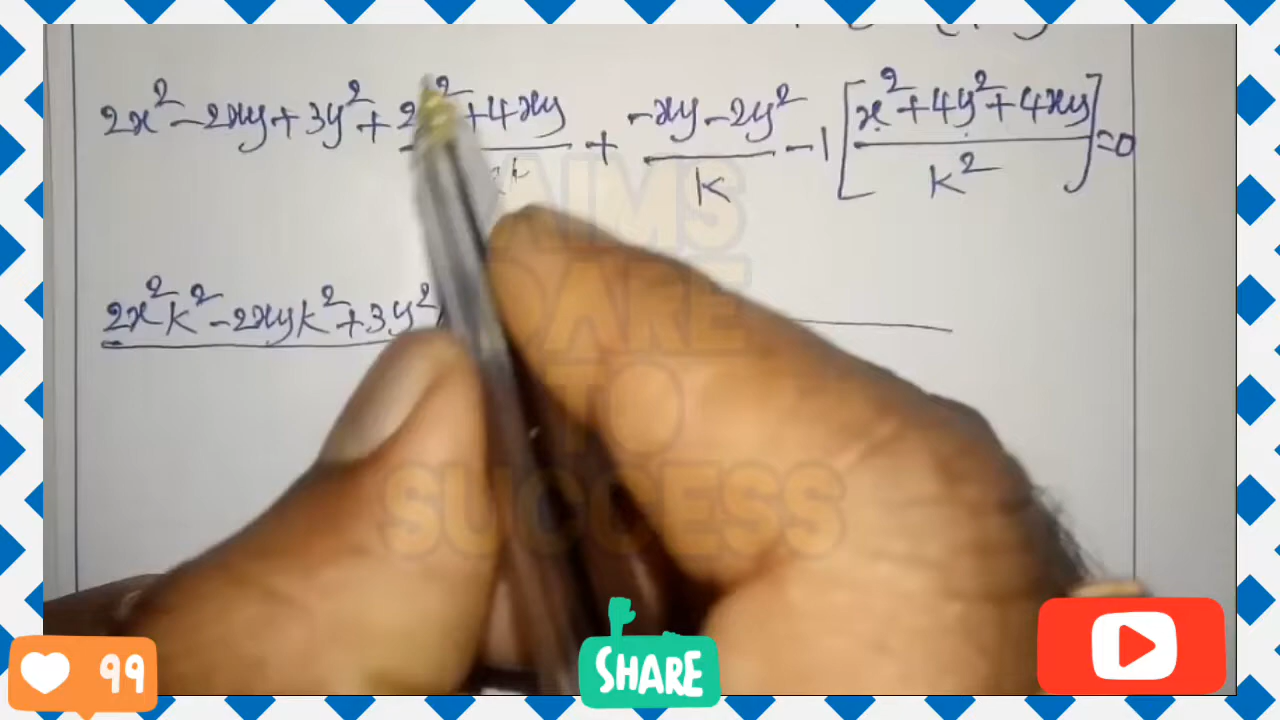 2x² - 2xy + 3y² + 2x² + 4xy/k + -xy - 2y²/k - 1[x² + 4y² + 4xy/k²] = 0
2x²k² - 2xyk² + 3y²
AIMS
DARE
TO
SUCCESS
99
SHARE